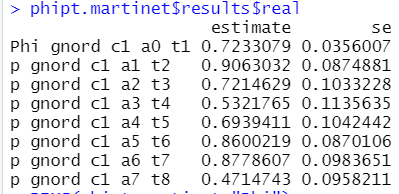 > phipt.martinet$results$real
estimate se
Phi gnord c1 a0 t1 0.7233079 0.0356007
p gnord c1 a1 t2 0.9063032 0.0874881
p gnord c1 a2 t3 0.7214629 0.1033228
p gnord c1 a3 t4 0.5321765 0.1135635
p gnord c1 a4 t5 0.6939411 0.1042442
p gnord c1 a5 t6 0.8600219 0.0870106
p gnord c1 a6 t7 0.8778607 0.0983651
p gnord c1 a7 t8 0.4714743 0.0958211